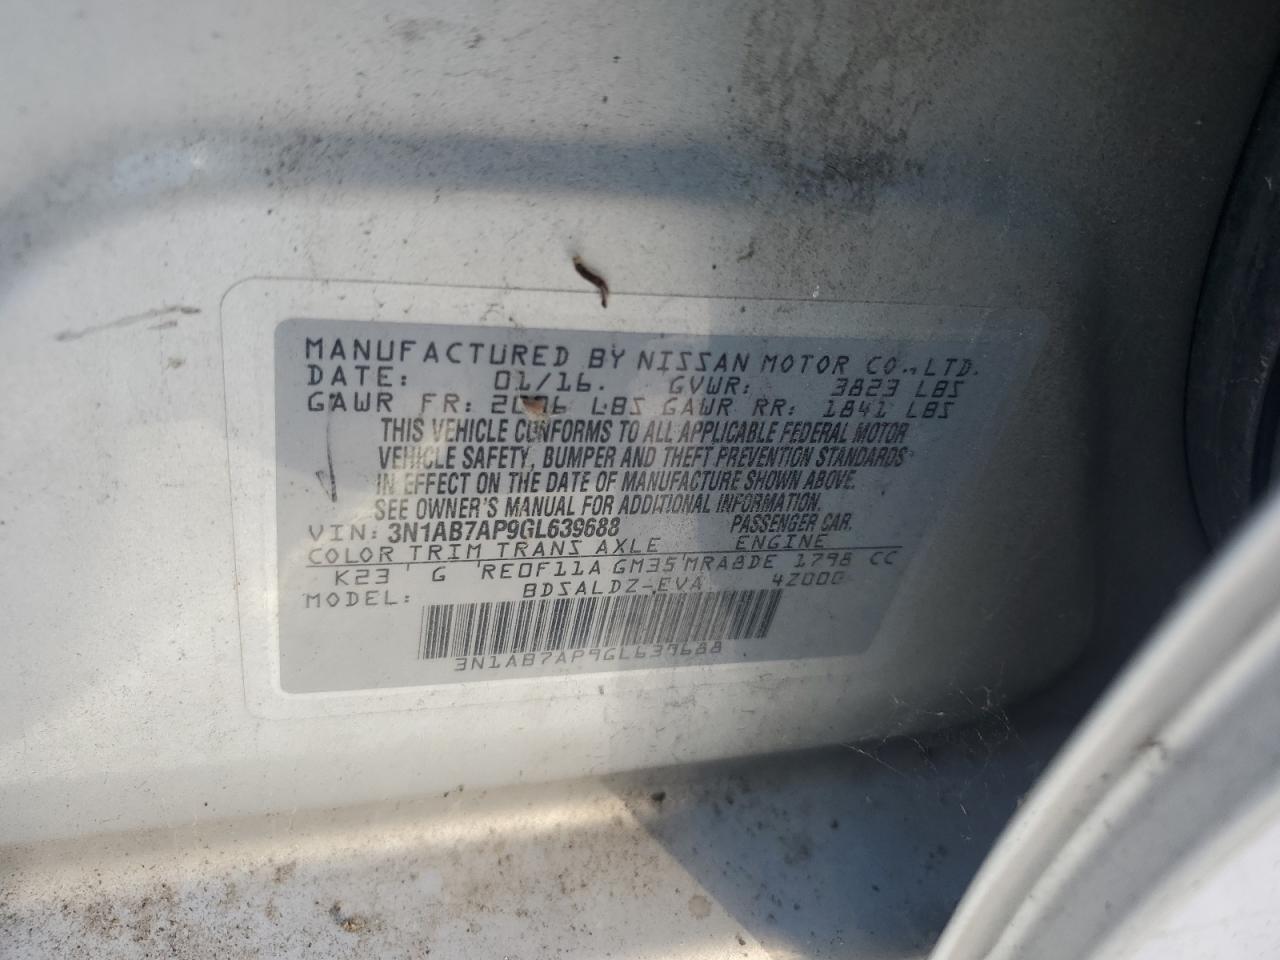 MANUFACTURED BY NISSAN MOTOR CO., LTD.
DATE: 01/16. GVWR: 3823 LBS
GAWR FR: LBS GAWR RR: 1841 LBS
THIS VEHICLE CONFORMS TO ALL APPLICABLE FEDERAL MOTOR
VEHICLE SAFETY, BUMPER AND THEFT PREVENTION STANDARDS
IN EFFECT ON THE DATE OF MANUFACTURE SHOWN ABOVE.
SEE OWNER'S MANUAL FOR ADDITIONAL INFORMATION.
VIN: 3N1AB7AP9GL639688 PASSENGER CAR.
COLOR TRIM TRANS AXLE ENGINE
K23 G RE0F11A GM35 MRA8DE 1798 CC
MODEL: BDSALDZ-EVA 4Z000
3N1AB7AP9GL639688